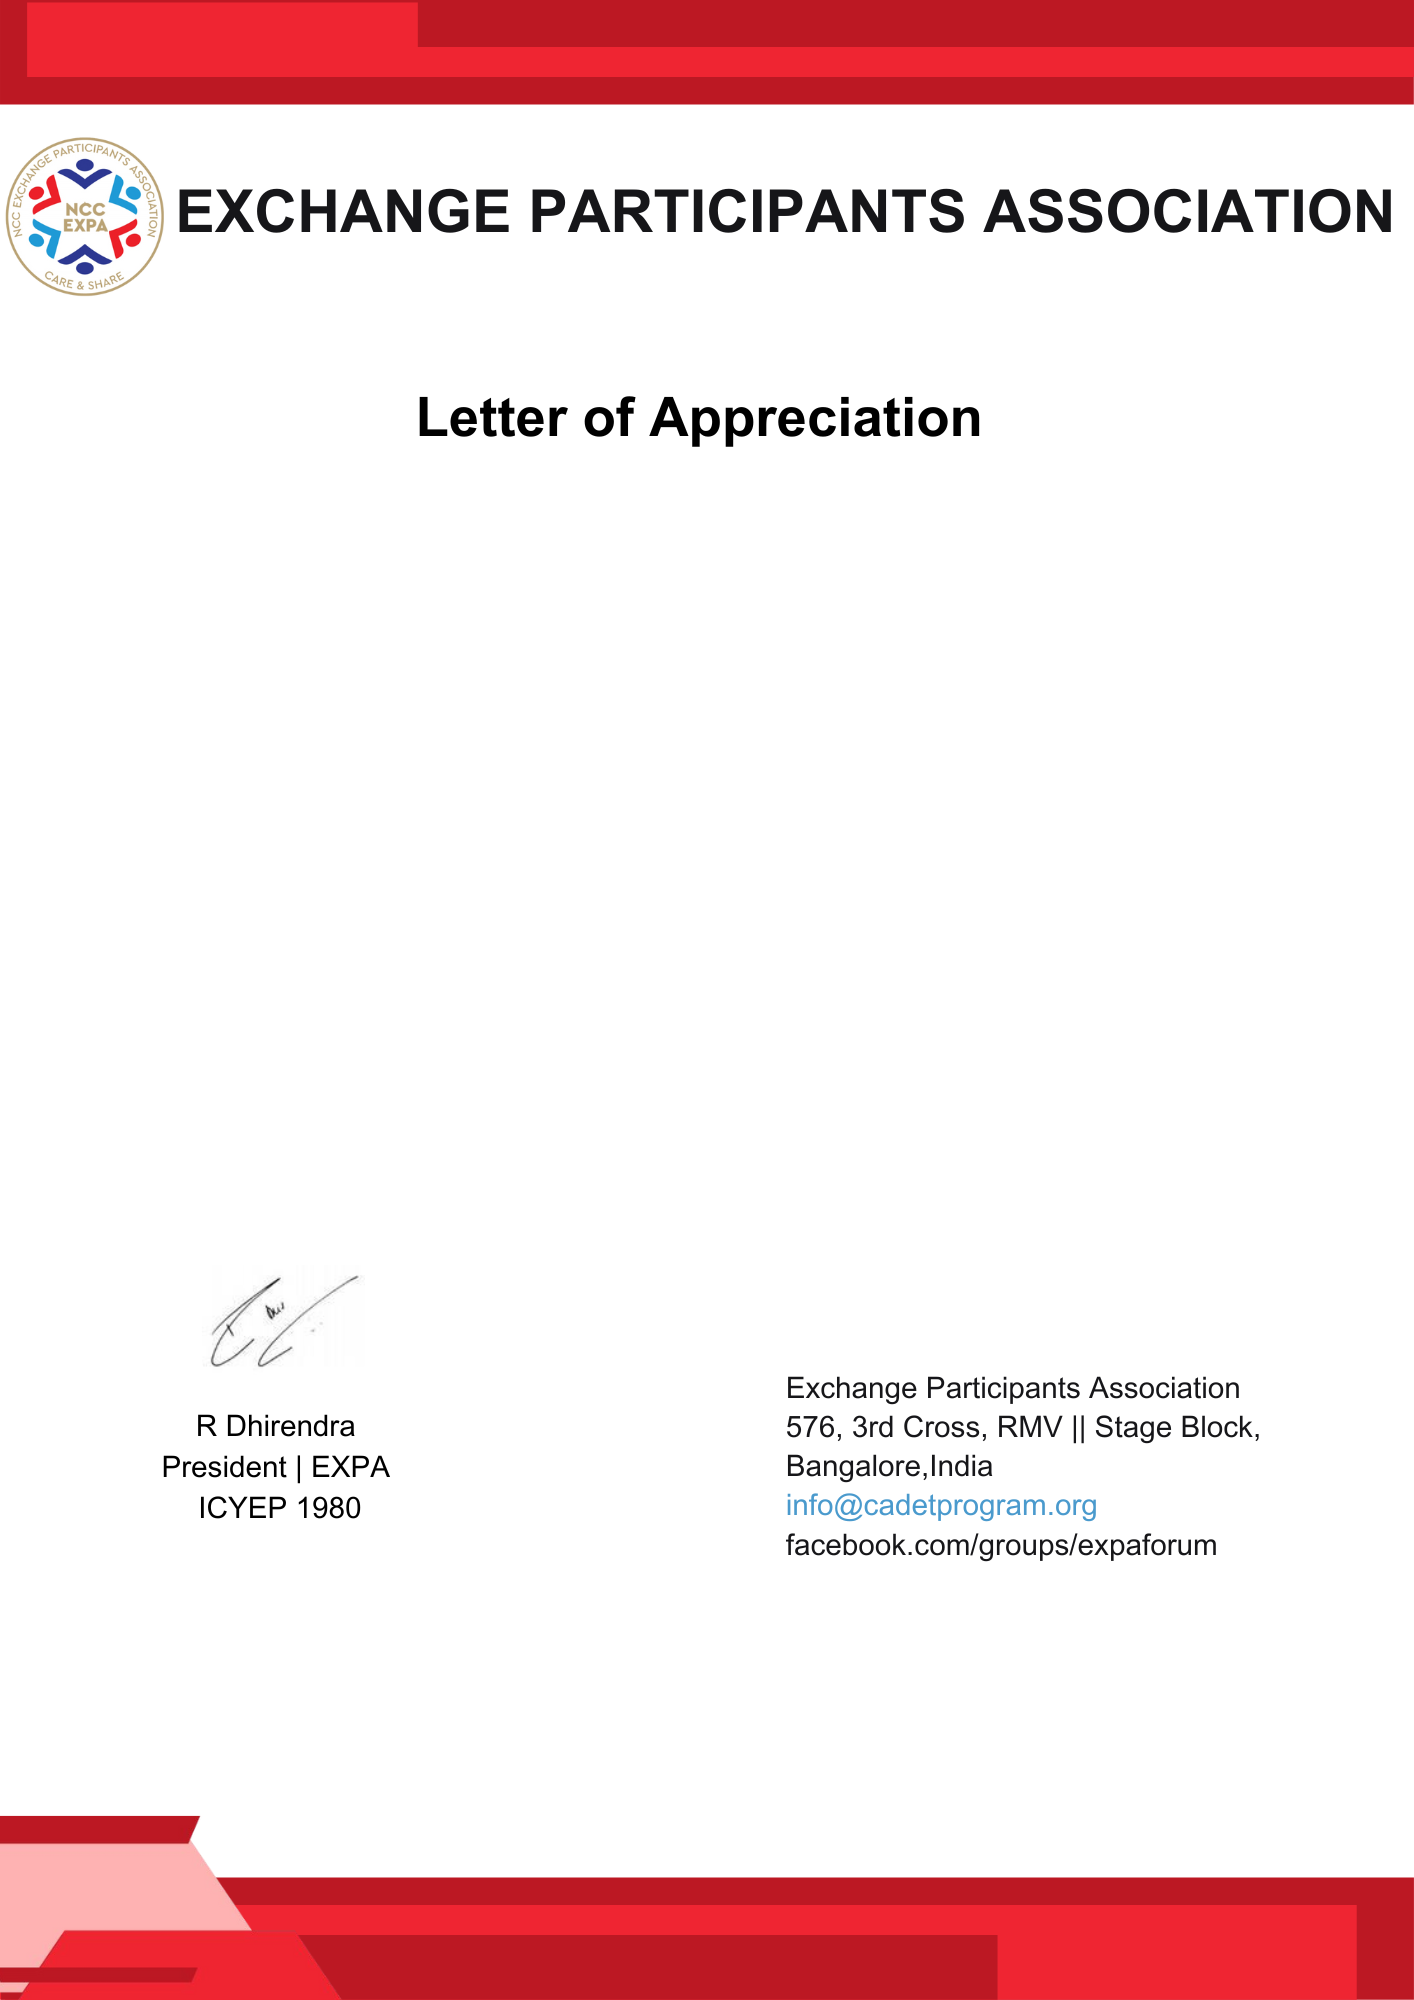 NCC EXCHANGE PARTICIPANTS ASSOCIATION
NCC
EXPA
CARE & SHARE
EXCHANGE PARTICIPANTS ASSOCIATION
Letter of Appreciation
R Dhirendra
President | EXPA
ICYEP 1980
Exchange Participants Association
576, 3rd Cross, RMV || Stage Block,
Bangalore,India
info@cadetprogram.org
facebook.com/groups/expaforum